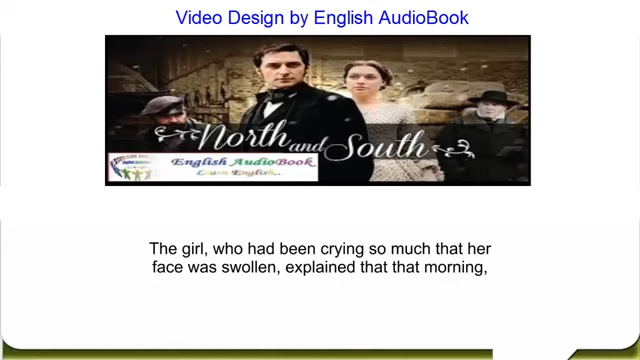 Video Design by English AudioBook
North and South
English AudioBook
Learn English...
The girl, who had been crying so much that her
face was swollen, explained that that morning,